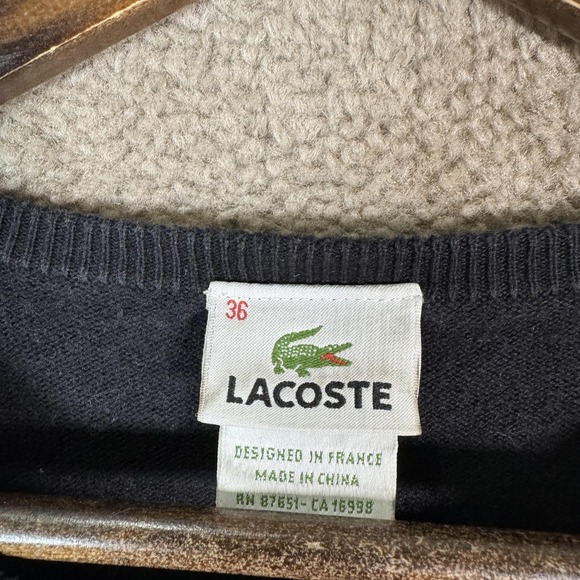 36
LACOSTE
DESIGNED IN FRANCE
MADE IN CHINA
RN 87651- CA 16998